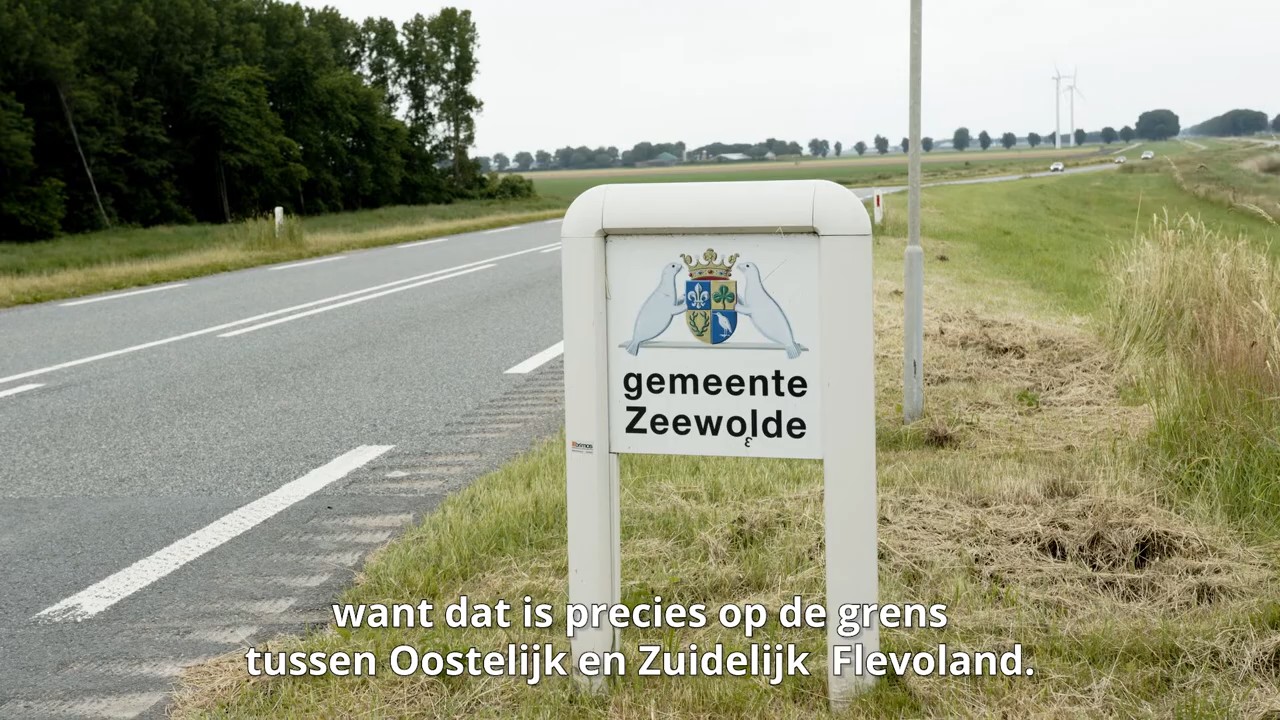 gemeente
Zeewolde
want dat is precies op de grens
tussen Oostelijk en Zuidelijk Flevoland.